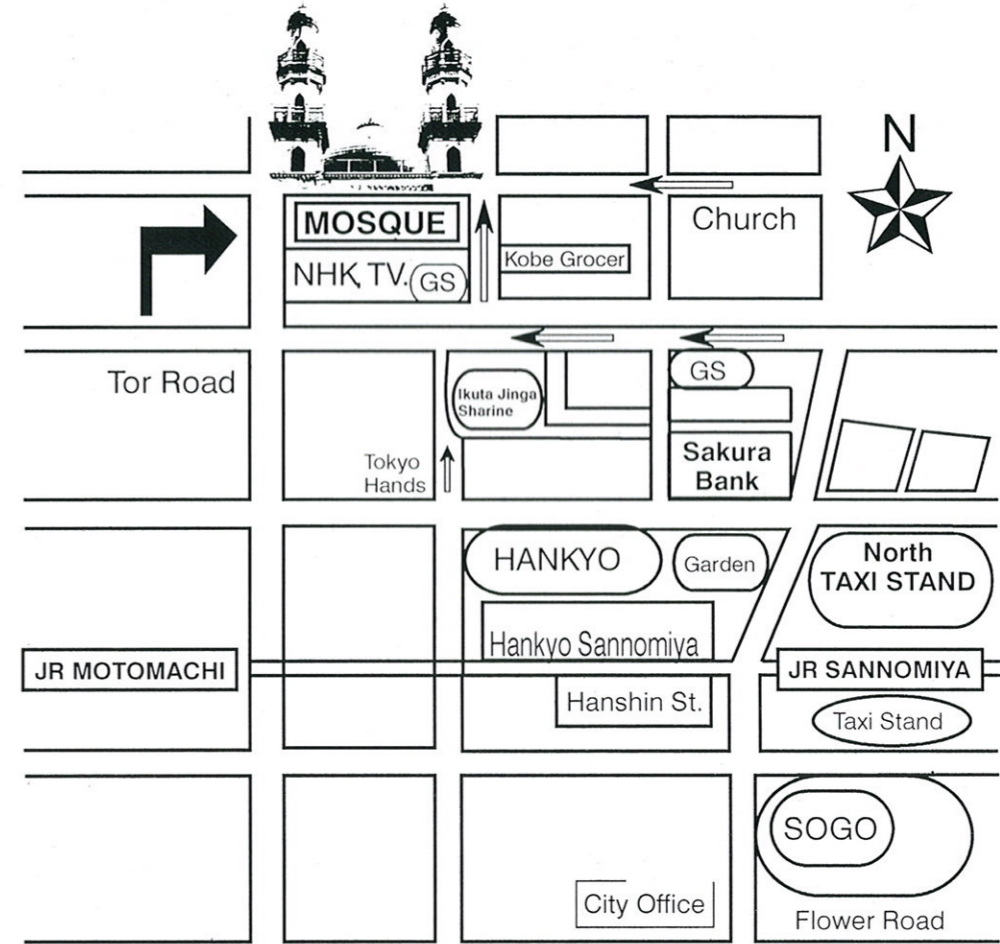 N
MOSQUE
Church
NHK, TV.
GS
Kobe Grocer
Tor Road
GS
Ikuta Jinga
Sharine
Tokyo
Hands
Sakura
Bank
HANKYO
Garden
North
TAXI STAND
Hankyo Sannomiya
JR MOTOMACHI
JR SANNOMIYA
Hanshin St.
Taxi Stand
SOGO
City Office
Flower Road